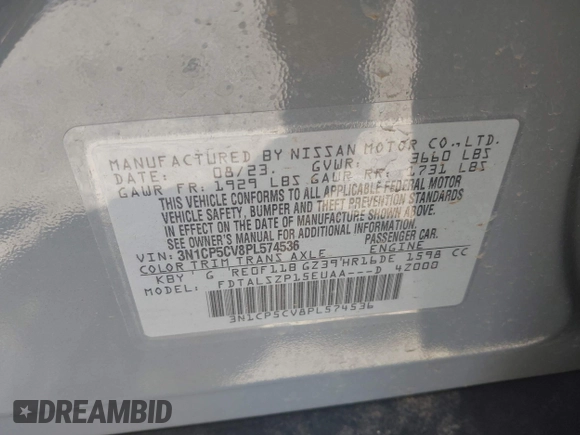 MANUFACTURED BY NISSAN MOTOR CO.,LTD.
DATE: 08/23. GVWR: 3660 LBS
GAWR FR: 1929 LBS GAWR RR: 1731 LBS
THIS VEHICLE CONFORMS TO ALL APPLICABLE FEDERAL MOTOR
VEHICLE SAFETY, BUMPER AND THEFT PREVENTION STANDARDS
IN EFFECT ON THE DATE OF MANUFACTURE SHOWN ABOVE.
SEE OWNER'S MANUAL FOR ADDITIONAL INFORMATION.
VIN: 3N1CP5CV8PL574536 PASSENGER CAR.
COLOR TRIM TRANS AXLE ENGINE
KBY G RE0F11B GZ39 HR16DE 1598 CC
MODEL: FDTALSZP15EUAA---D 4Z000
3N1CP5CV8PL574536
DREAMBID